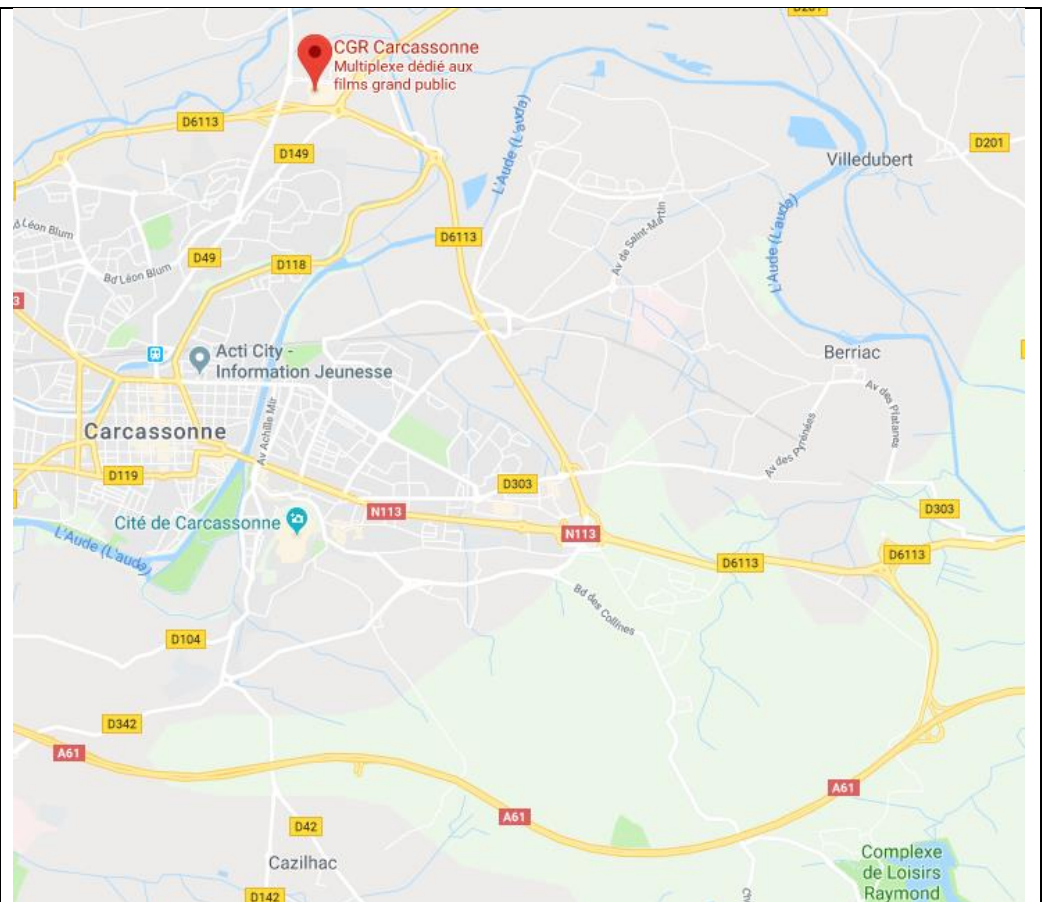 D201
CGR Carcassonne
Multiplexe dédié aux
films grand public
D6113
D149
D201
Villedubert
L'Aude (L'auda)
Léon Blum
D49
Bd Léon Blum
D118
D6113
Av de Saint-Martin
L'Aude (L'auda)
3
Acti City -
Information Jeunesse
Berriac
Av des Platanes
Av Achille Mir
Carcassonne
Av des Pyrénées
D119
D303
N113
D303
Cité de Carcassonne
N113
L'Aude (L'auda)
D6113
D6113
Bd des Collines
D104
D342
A61
A61
A61
D42
Cazilhac
Complexe
de Loisirs
Raymond
D142